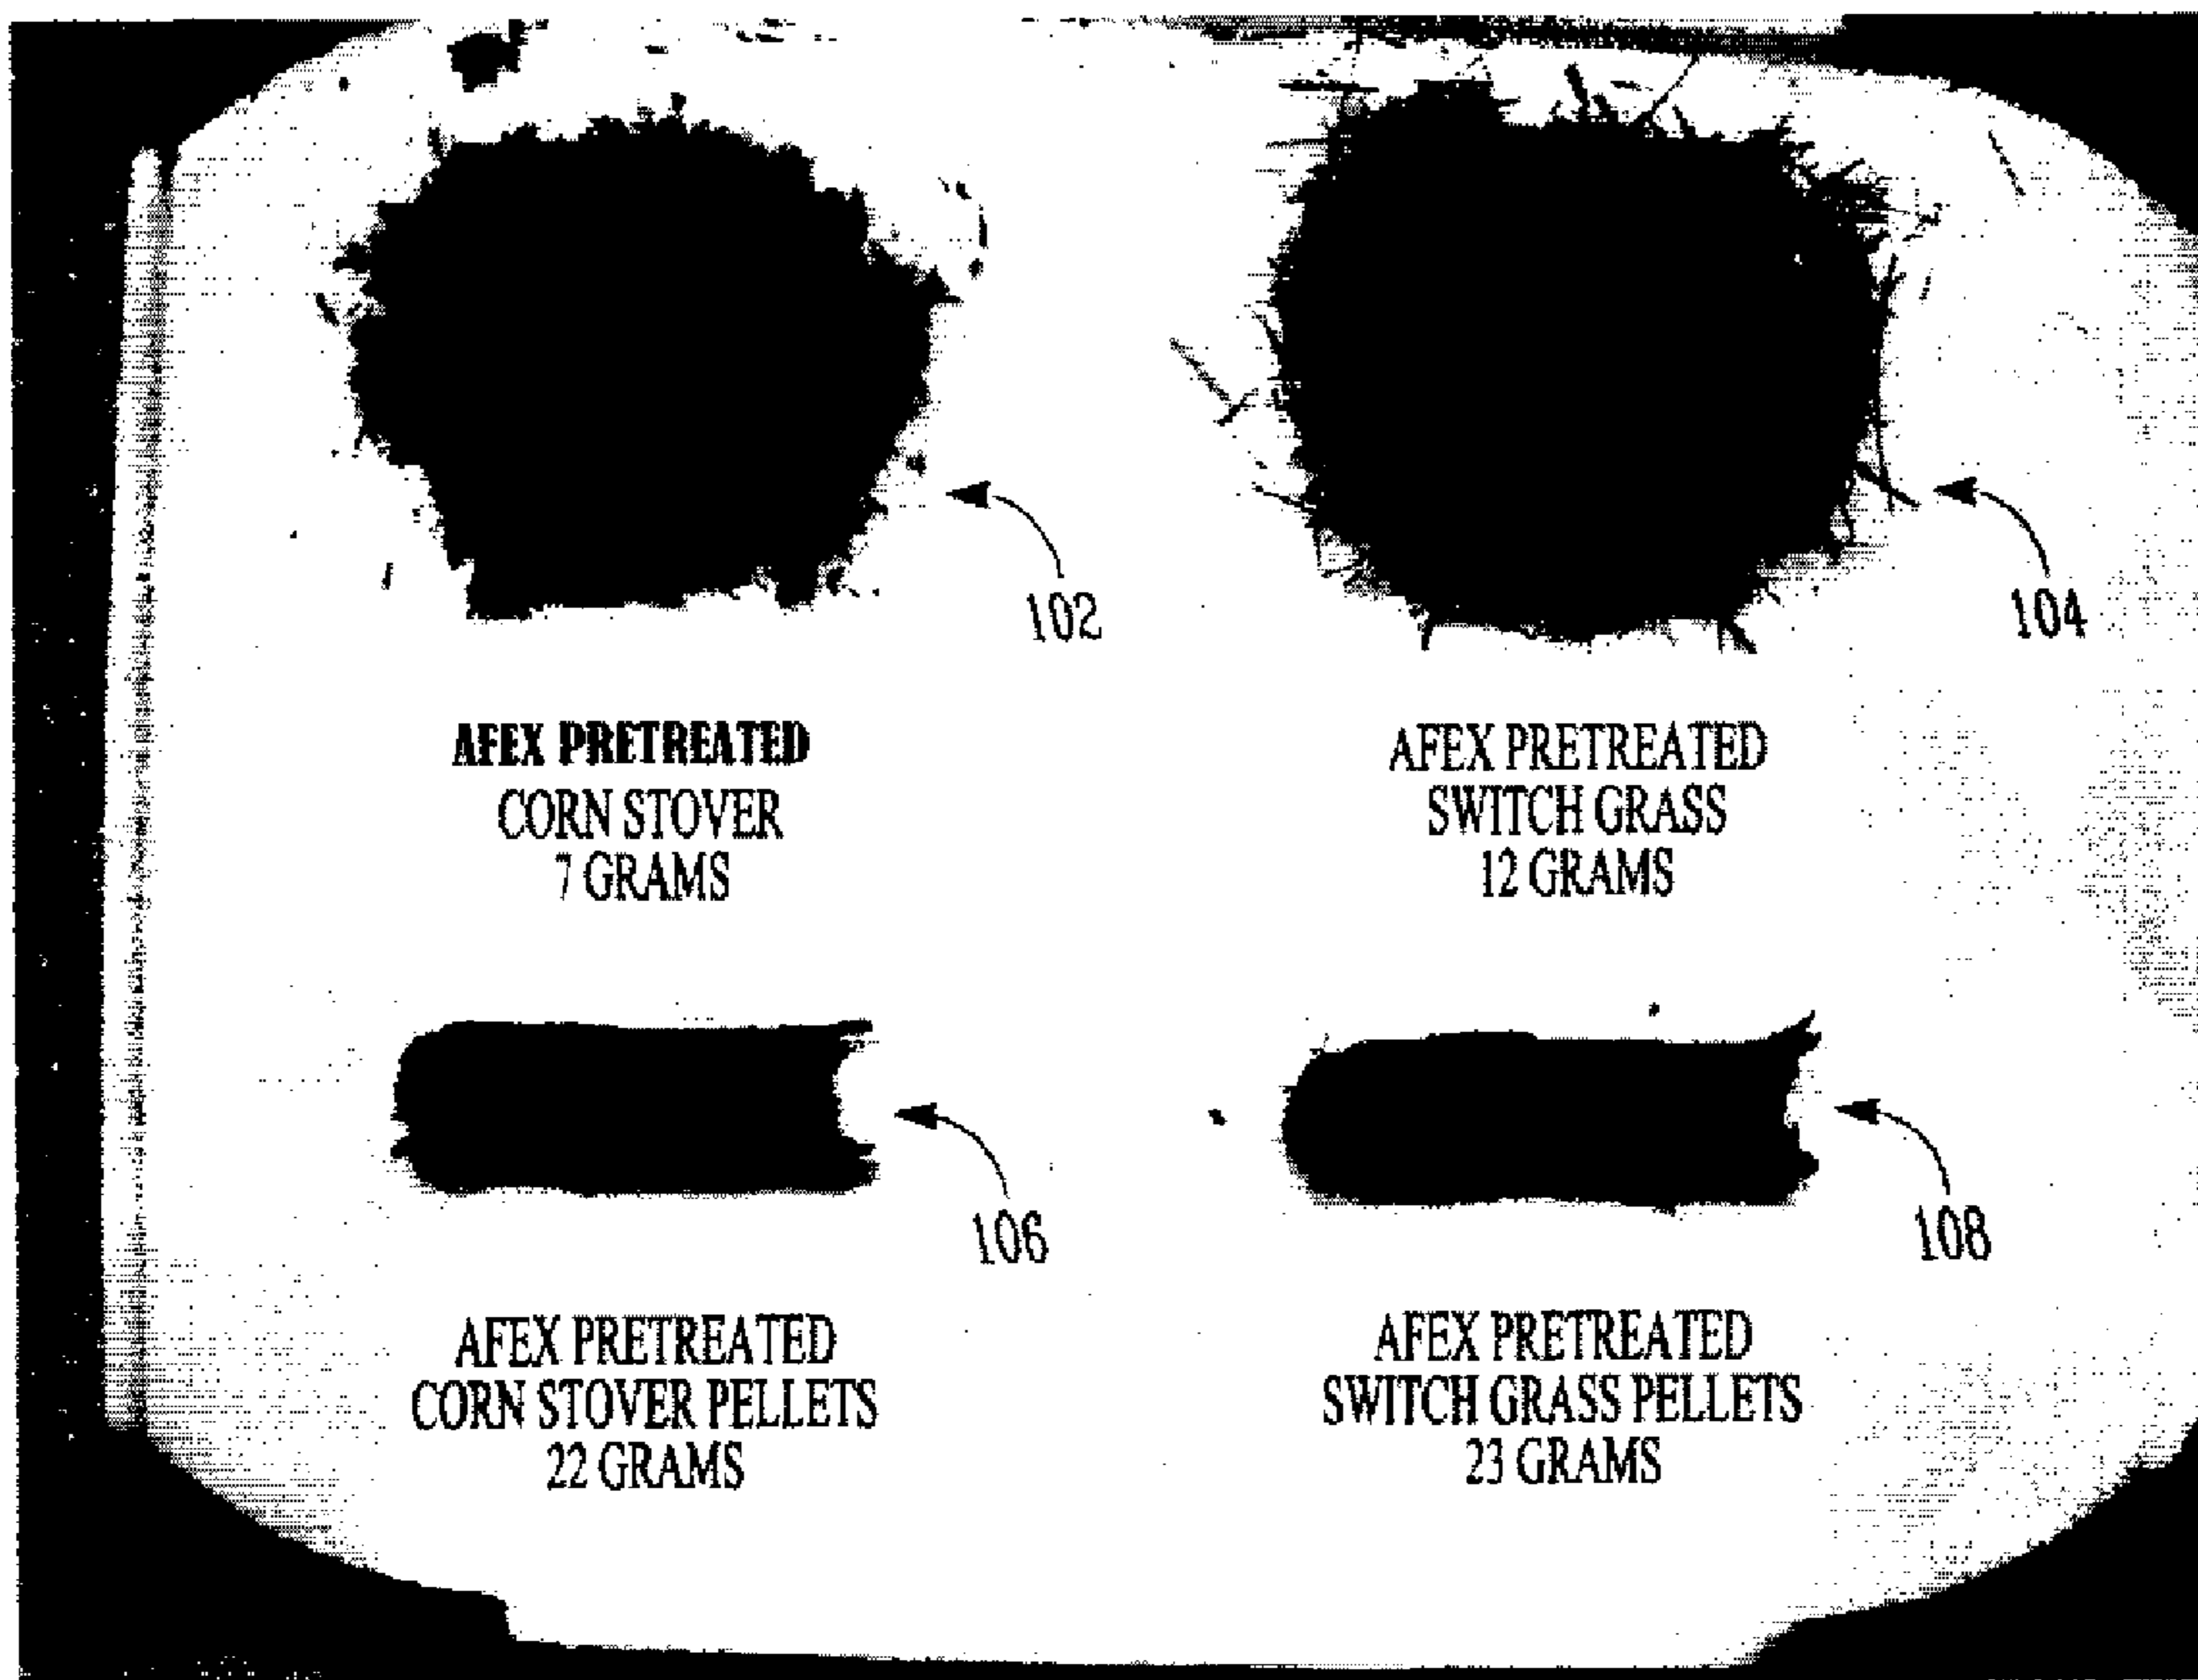 102
104
AFEX PRETREATED
CORN STOVER
7 GRAMS
AFEX PRETREATED
SWITCH GRASS
12 GRAMS
106
108
AFEX PRETREATED
CORN STOVER PELLETS
22 GRAMS
AFEX PRETREATED
SWITCH GRASS PELLETS
23 GRAMS